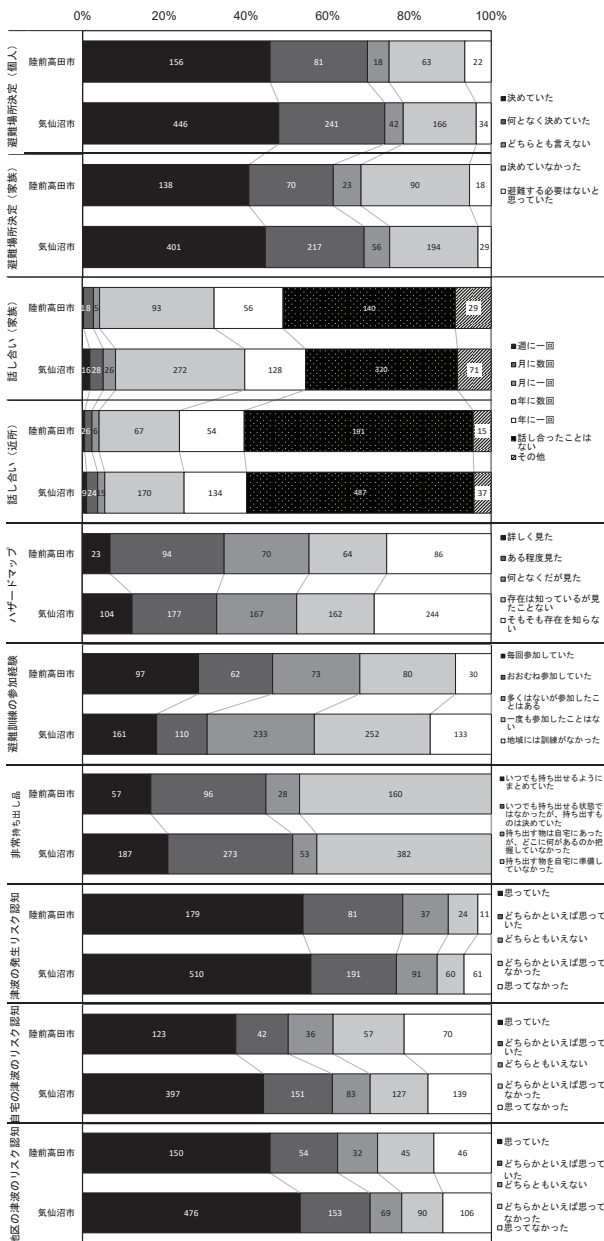 0% 20% 40% 60% 80% 100%
避難場所決定（個人）
陸前高田市 156 81 18 63 22
気仙沼市 446 241 42 166 34
避難場所決定（家族）
陸前高田市 138 70 23 90 18
気仙沼市 401 217 56 194 29
■決めていた
■何となく決めていた
■どちらとも言えない
□決めていなかった
□避難する必要はないと
思っていた
話し合い（家族）
陸前高田市 1 8 5 93 56 140 29
気仙沼市 16 28 26 272 128 320 71
話し合い（近所）
陸前高田市 2 6 6 67 54 191 15
気仙沼市 9 24 15 170 134 487 37
■週に一回
■月に数回
■月に一回
□年に数回
□年に一回
■話し合ったことは
ない
その他
ハザードマップ
陸前高田市 23 94 70 64 86
気仙沼市 104 177 167 162 244
■詳しく見た
■ある程度見た
■何となくだが見た
□存在は知っているが見
たことない
□そもそも存在を知らな
い
避難訓練の参加経験
陸前高田市 97 62 73 80 30
気仙沼市 161 110 233 252 133
■毎回参加していた
■おおむね参加していた
■多くはないが参加したこ
とはある
□一度も参加したことはな
い
□地域には訓練がなかった
非常持ち出し品
陸前高田市 57 96 28 160
気仙沼市 187 273 53 382
■いつでも持ち出せるように
まとめていた
■いつでも持ち出せる状態で
はなかったが、持ち出すも
のは決めていた
■持ち出す物は自宅にあった
が、どこに何があるのか把
握していなかった
□持ち出す物を自宅に準備し
ていなかった
津波の発生リスク認知
陸前高田市 179 81 37 24 11
気仙沼市 510 191 91 60 61
■思っていた
■どちらかといえば思って
いた
■どちらともいえない
□どちらかといえば思って
なかった
□思ってなかった
自宅の津波のリスク認知
陸前高田市 123 42 36 57 70
気仙沼市 397 151 83 127 139
■思っていた
■どちらかといえば思って
いた
■どちらともいえない
□どちらかといえば思って
なかった
□思ってなかった
地区の津波のリスク認知
陸前高田市 150 54 32 45 46
気仙沼市 476 153 69 90 106
■思っていた
■どちらかといえば思って
いた
■どちらともいえない
□どちらかといえば思って
なかった
□思ってなかった